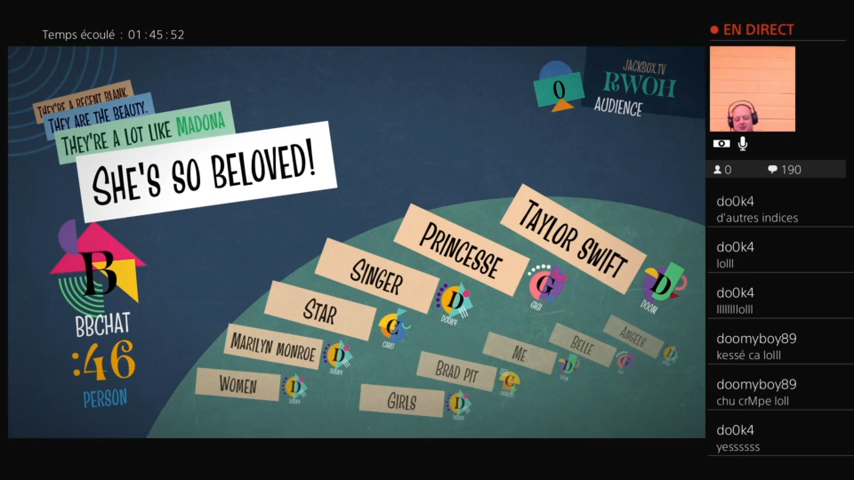 Temps écoulé : 01:45:52
EN DIRECT
THEY'RE A RECENT BLANK.
THEY ARE THE BEAUTY.
THEY'RE A LOT LIKE MADONA
SHE'S SO BELOVED!
0
JACKBOX.TV
RWOH
AUDIENCE
B
BBCHAT
:46
PERSON
TAYLOR SWIFT
D
DOOM
PRINCESSE
G
SINGER
D
STAR
C
MARILYN MONROE
D
WOMEN
D
GIRLS
D
BRAD PIT
C
ME
D
BELLE
G
ANGELS
D
0
190
do0k4
d'autres indices
do0k4
lolll
do0k4
lllllllllolll
doomyboy89
kessé ca lolll
doomyboy89
chu crMpe loll
do0k4
yessssss